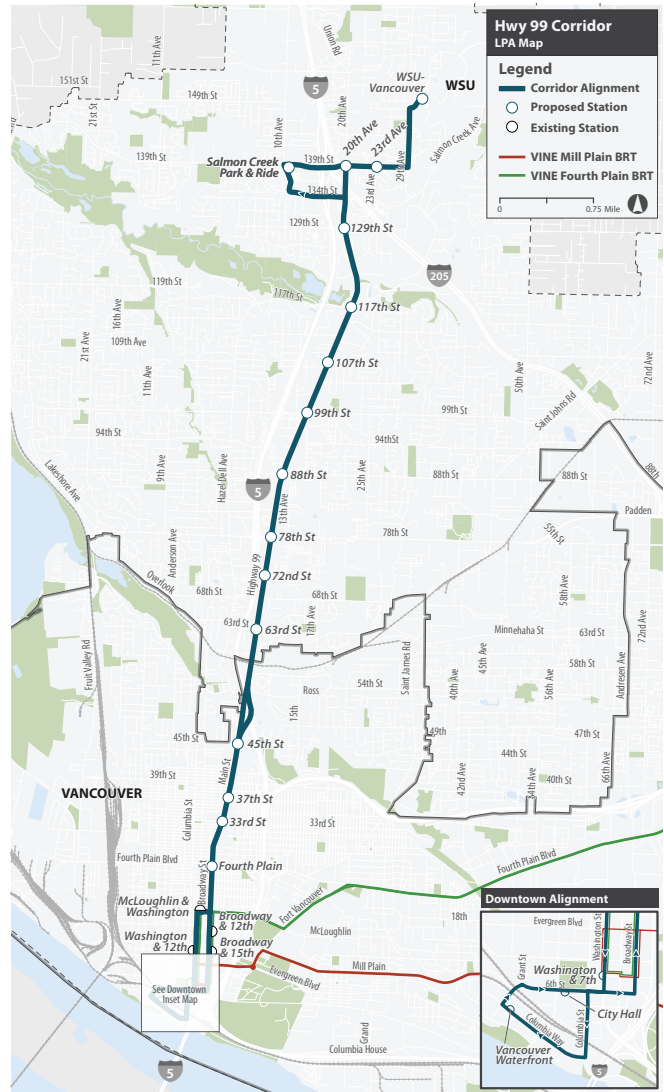 Hwy 99 Corridor
LPA Map
Legend
Corridor Alignment
Proposed Station
Existing Station
VINE Mill Plain BRT
VINE Fourth Plain BRT
0
0.75 Mile
Union Rd
11th Ave
151st St
149th St
21st St
5
20th Ave
WSU-
Vancouver
WSU
10th Ave
20th Ave
23rd Ave
29th Ave
Salmon Creek Ave
139th St
Salmon Creek
Park & Ride
139th St
134th St
23rd Ave
129th St
129th St
205
119th St
117th St
117th St
16th Ave
109th Ave
21st Ave
11th Ave
107th St
50th Ave
72nd Ave
99th St
99th St
Saint Johns Rd
94th St
94thSt
Lakeshore Ave
9th Ave
Hazel Dell Ave
88th St
25th Ave
88th St
88th St
88th
5
13th Ave
Padden
78th St
78th St
55th St
Anderson Ave
Overlook
68th St
Highway 99
72nd St
68th St
58th Ave
72nd Ave
63rd St
63rd St
17th Ave
Minnehaha St
63rd St
Fruit Valley Rd
Saint James Rd
40th Ave
45th Ave
58th St
56th Ave
Andresen Ave
54th St
Ross
15th
45th St
45th St
149th
47th St
44th St
66th Ave
39th St
Main St
42nd Ave
54th Ave
40th St
VANCOUVER
37th St
Columbia St
33rd St
33rd St
Fourth Plain Blvd
Broadway St
Fourth Plain
Fourth Plain Blvd
McLoughlin &
Washington
Fort Vancouver
18th
Broadway
& 12th
McLoughlin
Washington
& 12th
Broadway
& 15th
Evergreen Blvd
Mill Plain
See Downtown
Inset Map
Grand
Columbia House
5
Downtown Alignment
Evergreen Blvd
Washington St
Broadway St
Grant St
Washington
& 7th
6th St
City Hall
Columbia Way
Columbia St
Vancouver
Waterfront
5